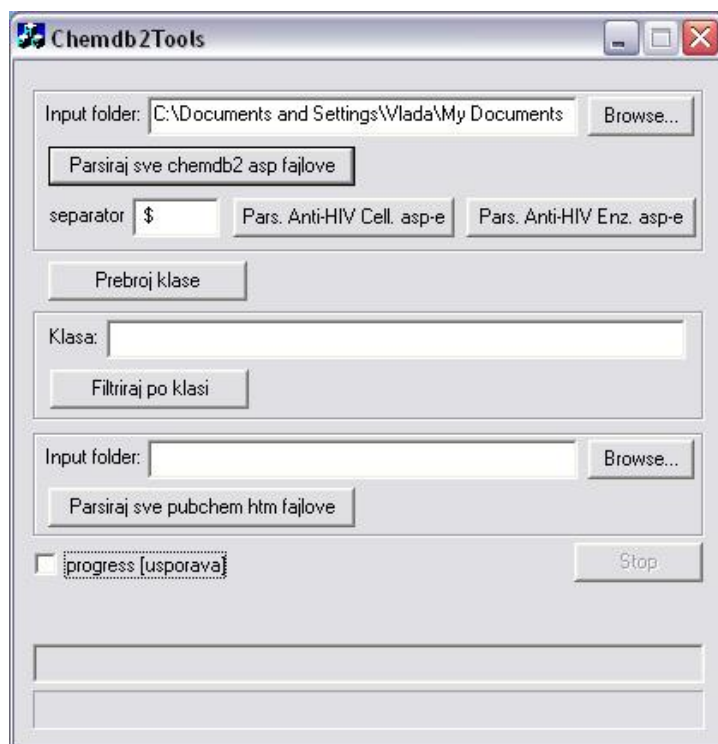 Chemdb2Tools
Input folder: C:\Documents and Settings\Vlada\My Documents Browse...
Parsiraj sve chemdb2 asp fajlove
separator $ Pars. Anti-HIV Cell. asp-e Pars. Anti-HIV Enz. asp-e
Prebroj klase
Klasa:
Filtriraj po klasi
Input folder: Browse...
Parsiraj sve pubchem htm fajlove
progress [usporava] Stop